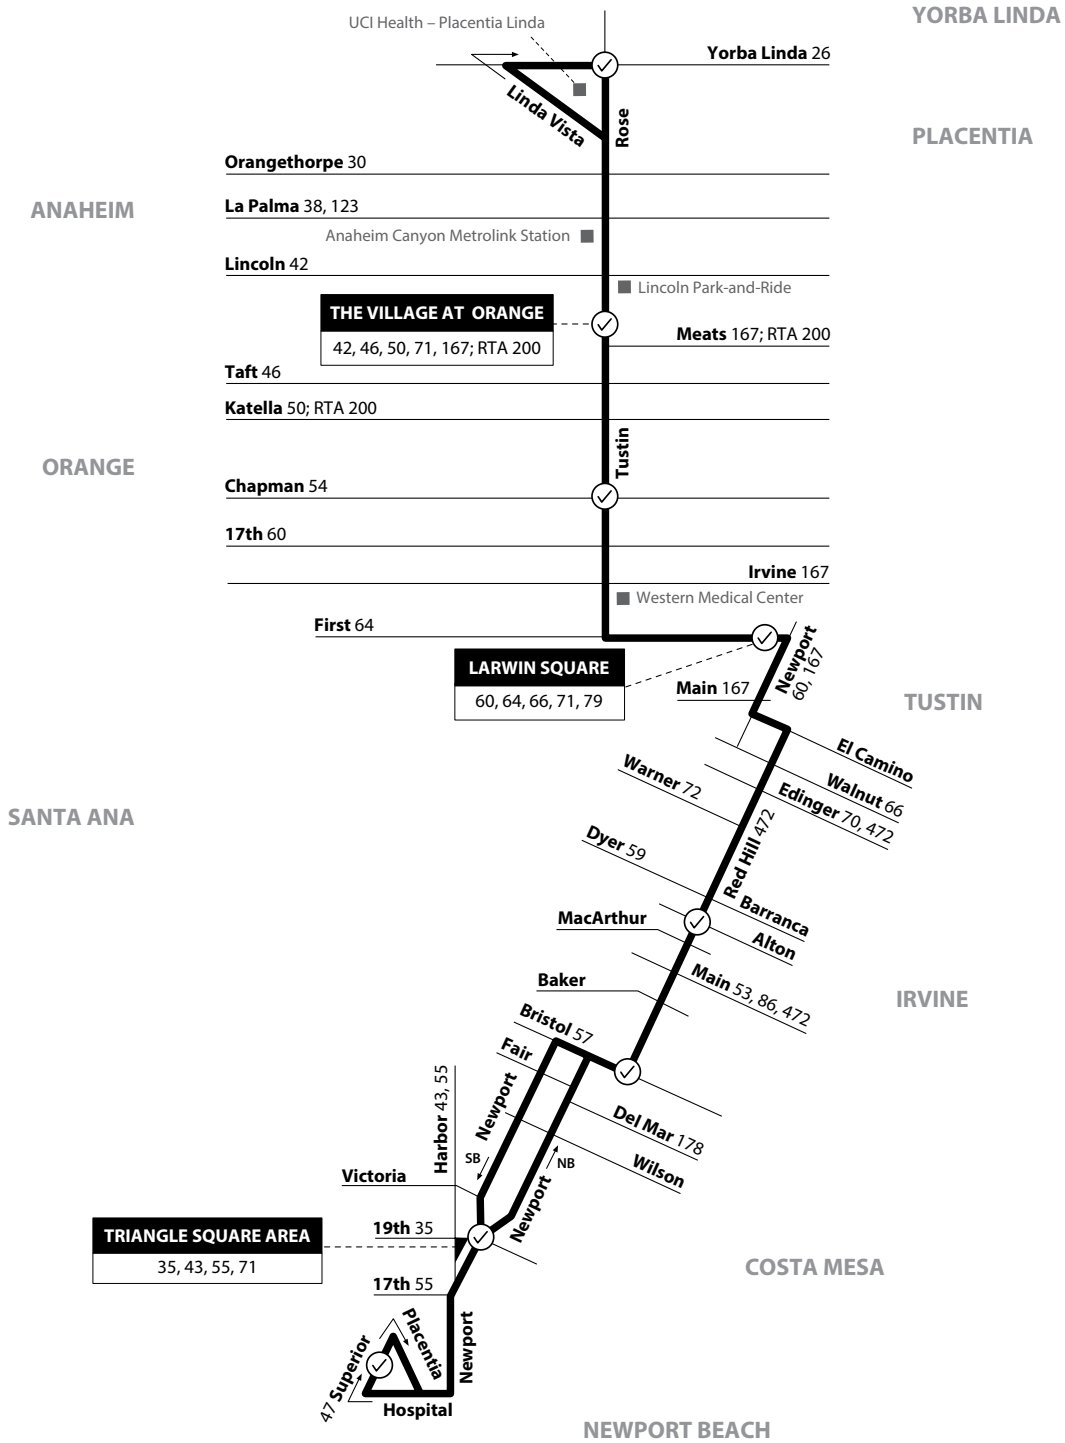 YORBA LINDA
UCI Health – Placentia Linda
Yorba Linda 26
Linda Vista
Rose
PLACENTIA
Orangethorpe 30
ANAHEIM
La Palma 38, 123
Anaheim Canyon Metrolink Station
Lincoln 42
Lincoln Park-and-Ride
THE VILLAGE AT ORANGE
42, 46, 50, 71, 167; RTA 200
Meats 167; RTA 200
Taft 46
Katella 50; RTA 200
Tustin
ORANGE
Chapman 54
17th 60
Irvine 167
Western Medical Center
First 64
Newport
60, 167
LARWIN SQUARE
60, 64, 66, 71, 79
Main 167
TUSTIN
El Camino
Warner 72
Walnut 66
Edinger 70, 472
SANTA ANA
Red Hill 472
Dyer 59
Barranca
MacArthur
Alton
Main 53, 86, 472
Baker
IRVINE
Bristol 57
Fair
Harbor 43, 55
Newport
Del Mar 178
SB
NB
Wilson
Victoria
Newport
19th 35
TRIANGLE SQUARE AREA
35, 43, 55, 71
COSTA MESA
17th 55
Placentia
Newport
47 Superior
Hospital
NEWPORT BEACH